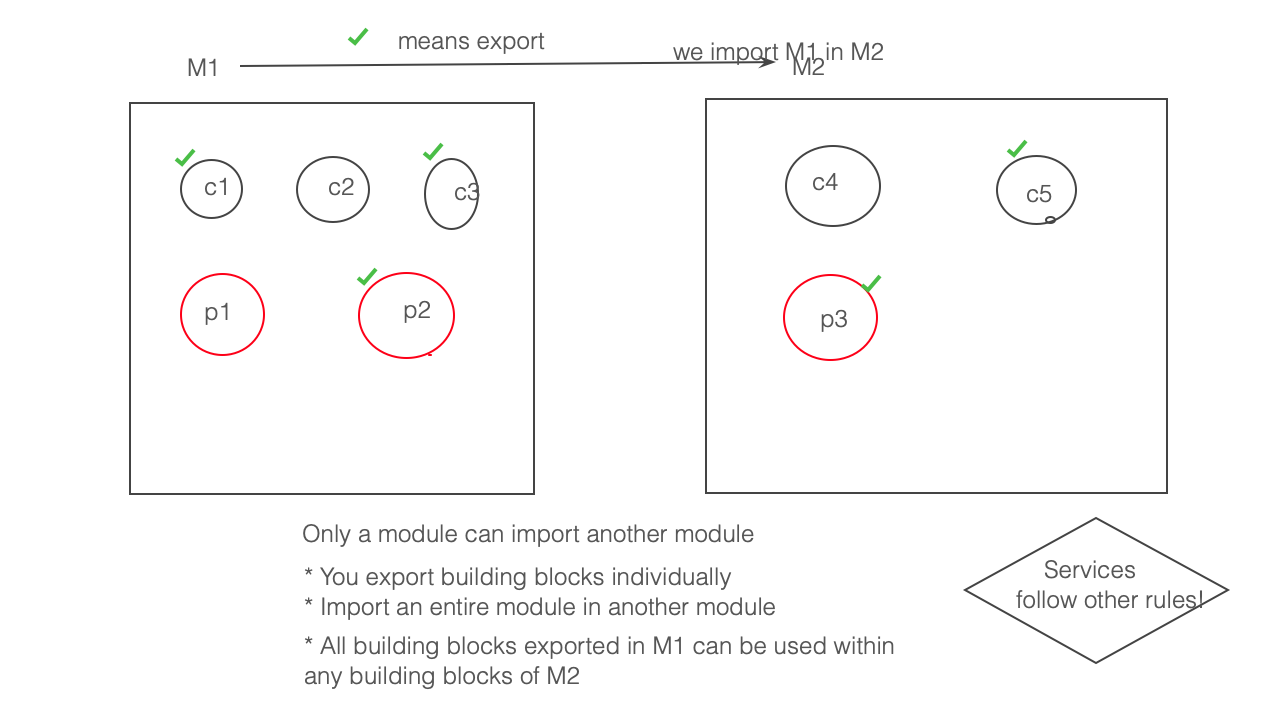 means export
we import M1 in M2
M1
M2
c1
c2
c3
c4
c5
p1
p2
p3
Only a module can import another module
* You export building blocks individually
* Import an entire module in another module
* All building blocks exported in M1 can be used within
any building blocks of M2
Services
follow other rules!